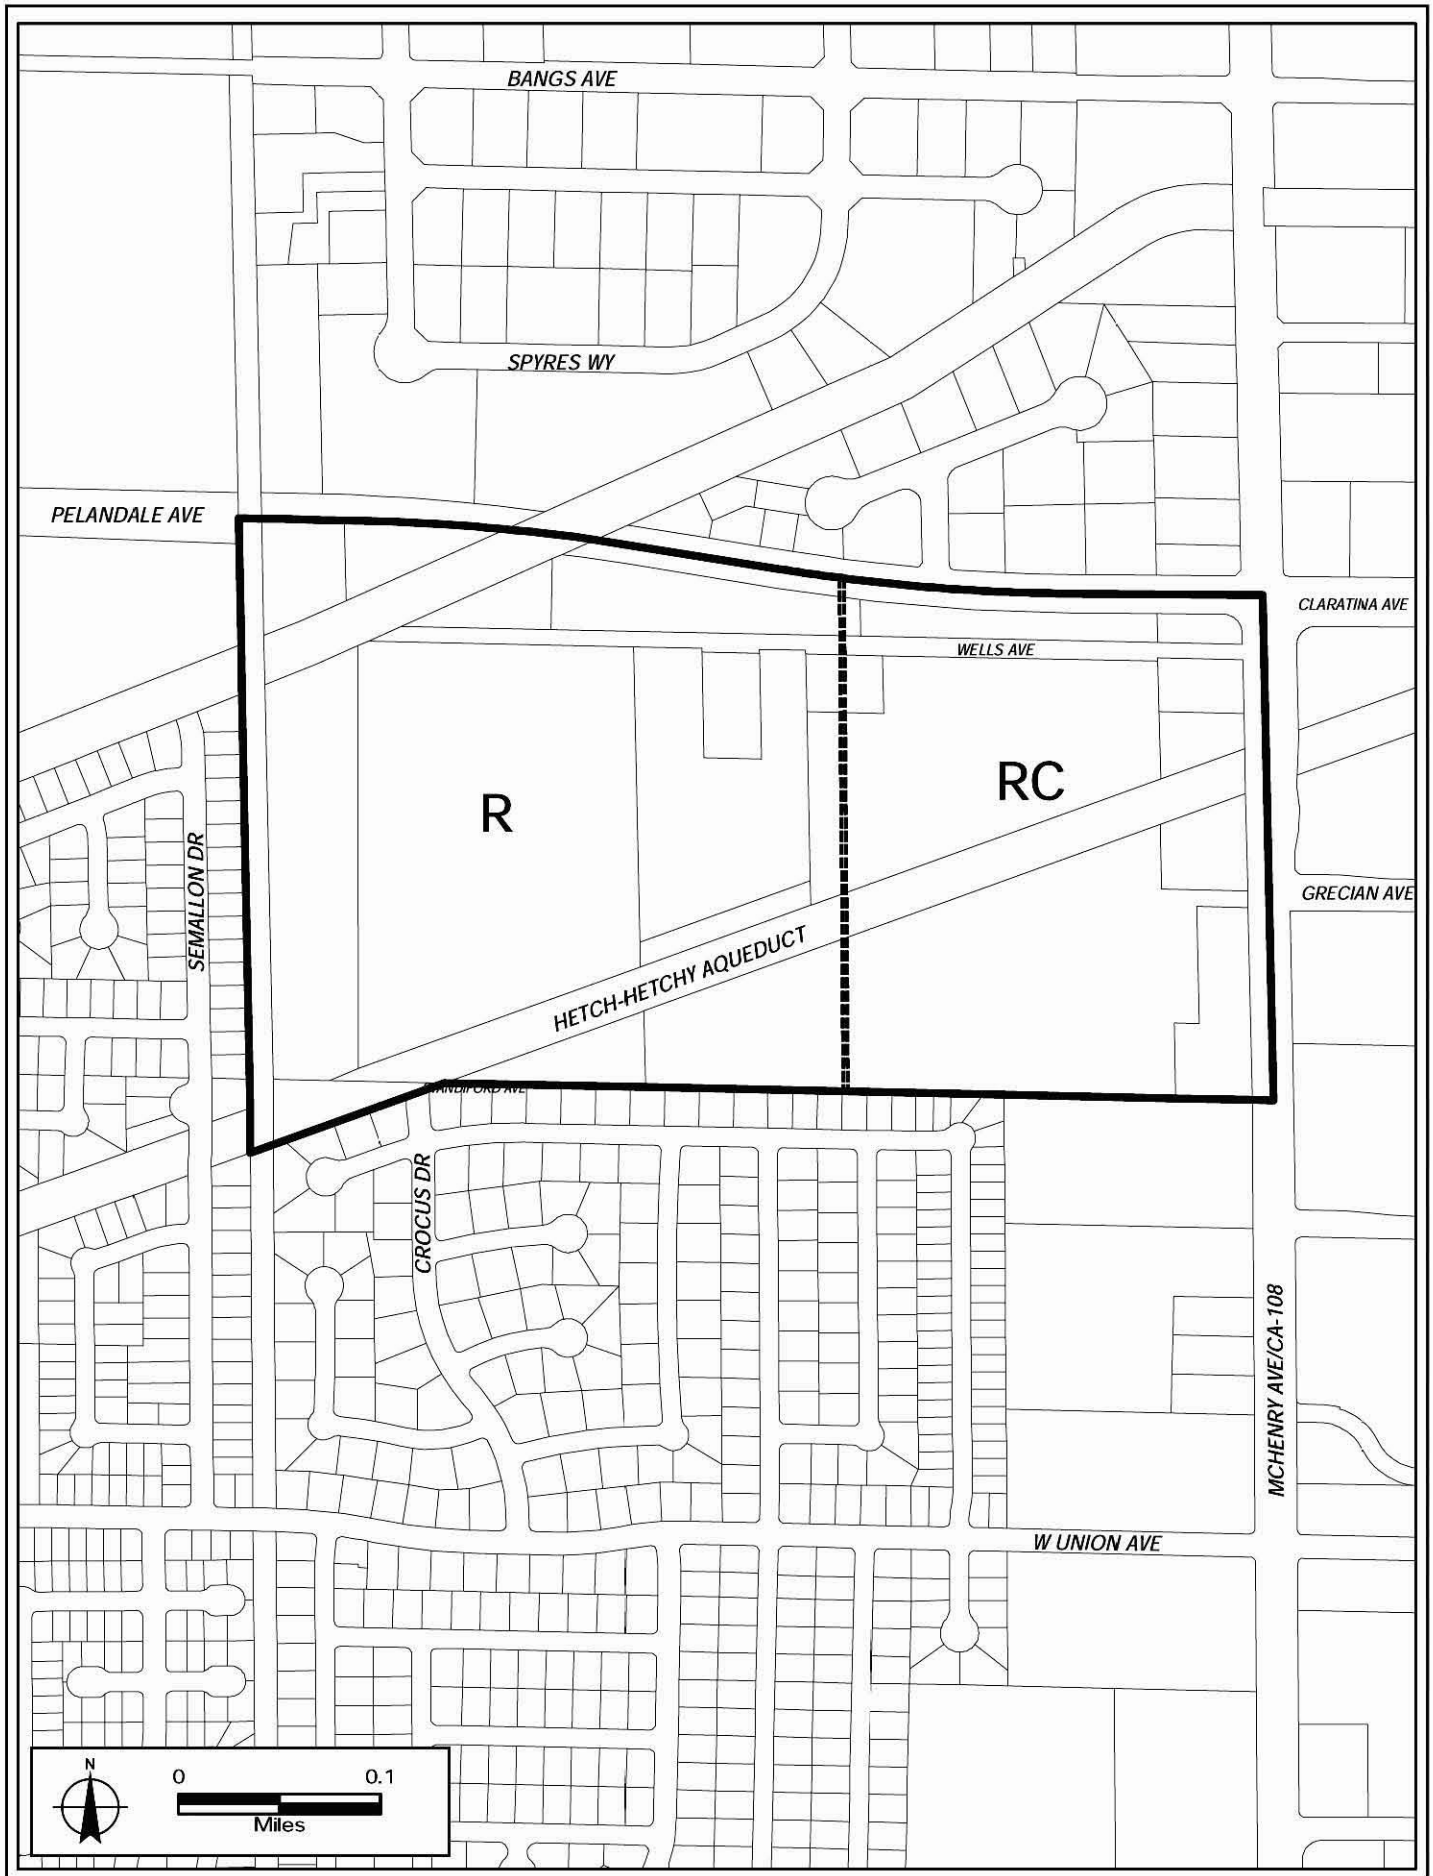 BANGS AVE
SPYRES WY
PELANDALE AVE
CLARATINA AVE
WELLS AVE
RC
R
SEMALLON DR
GRECIAN AVE
HETCH-HETCHY AQUEDUCT
CROCUS DR
MCHENRY AVE/CA-108
W UNION AVE
N
0 0.1
Miles